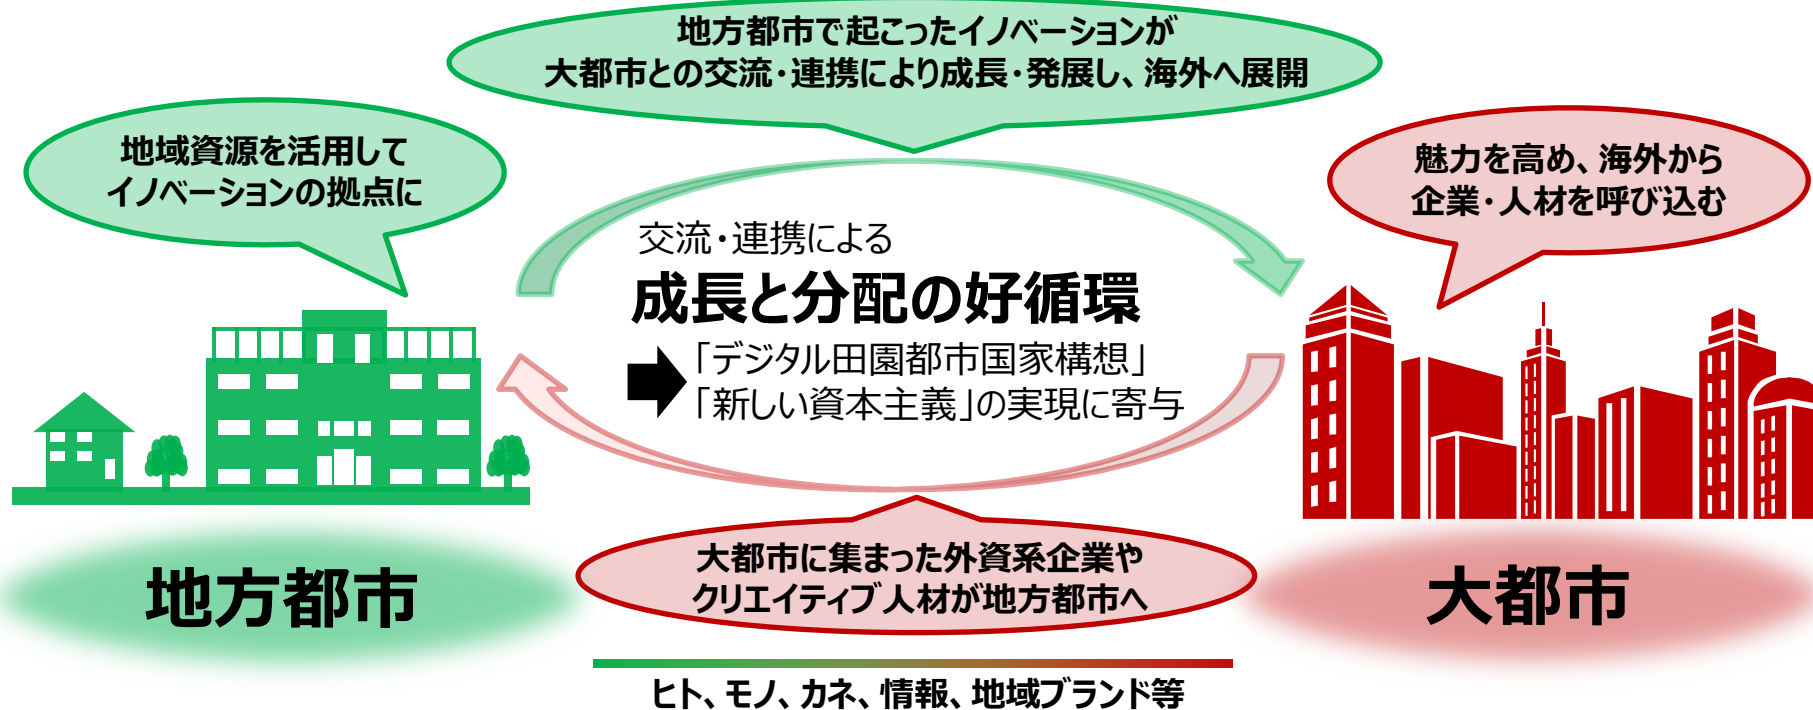 地方都市で起こったイノベーションが
大都市との交流・連携により成長・発展し、海外へ展開
地域資源を活用して
イノベーションの拠点に
魅力を高め、海外から
企業・人材を呼び込む
交流・連携による
成長と分配の好循環
「デジタル田園都市国家構想」
「新しい資本主義」の実現に寄与
大都市に集まった外資系企業や
クリエイティブ人材が地方都市へ
地方都市
大都市
ヒト、モノ、カネ、情報、地域ブランド等